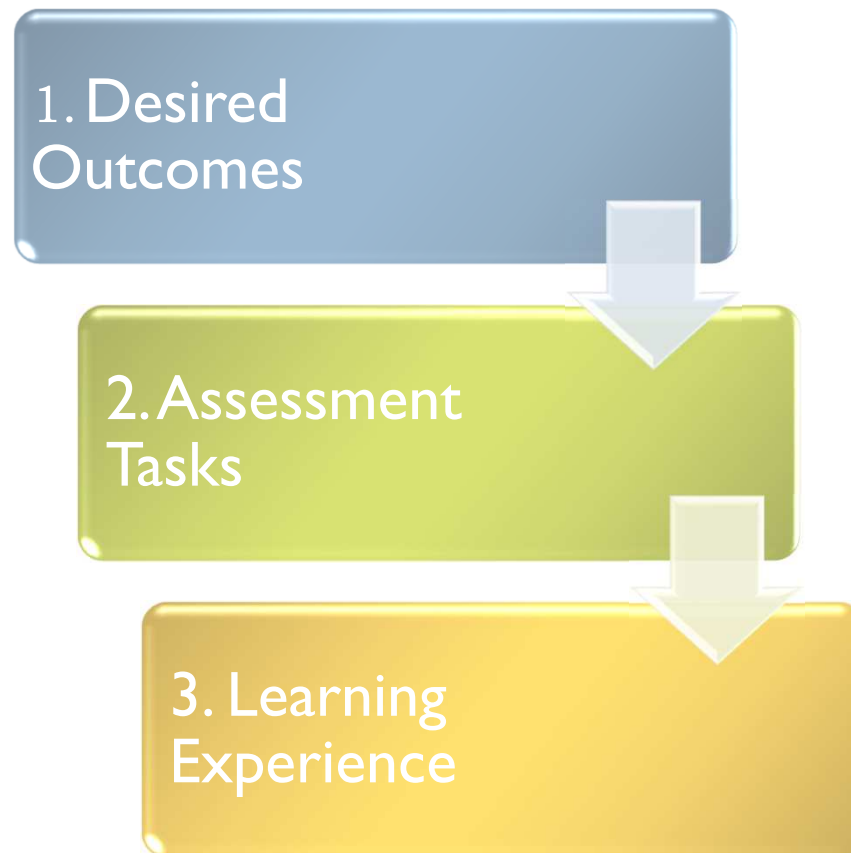 1. Desired
Outcomes
2. Assessment
Tasks
3. Learning
Experience